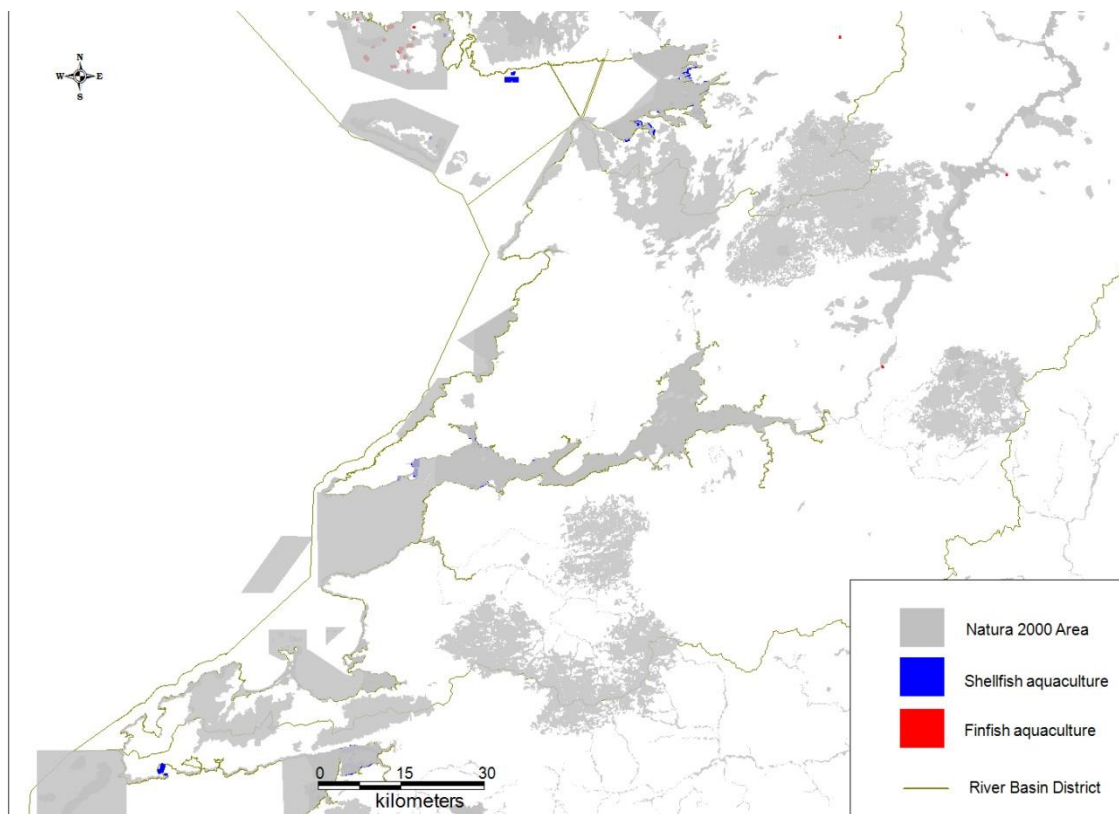 N
W E
S
Natura 2000 Area
Shellfish aquaculture
Finfish aquaculture
River Basin District
0 15 30
kilometers